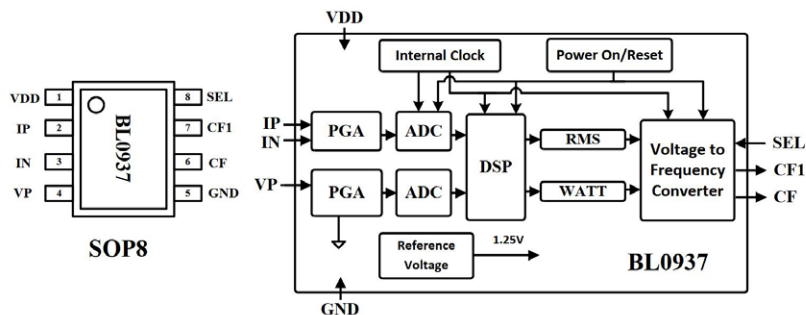 VDD 1 8 SEL
IP 2 7 CF1
IN 3 6 CF
VP 4 5 GND
BL0937
SOP8
VDD
Internal Clock
Power On/Reset
IP
IN
PGA
ADC
DSP
RMS
Voltage to
Frequency
Converter
SEL
CF1
CF
VP
PGA
ADC
WATT
Reference
Voltage
1.25V
BL0937
GND